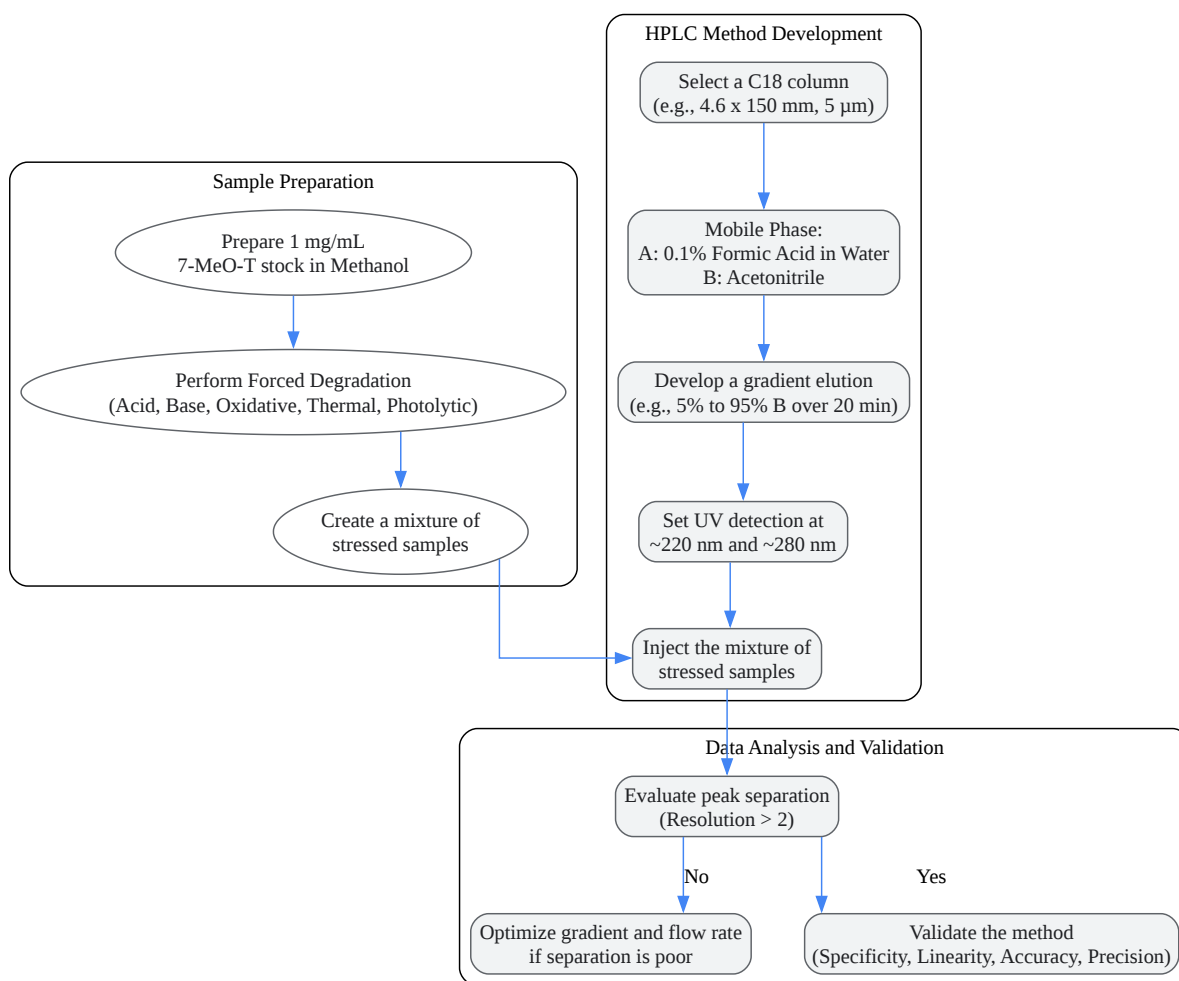 HPLC Method Development
Select a C18 column
(e.g., 4.6 x 150 mm, 5 µm)
Sample Preparation
Prepare 1 mg/mL
7-MeO-T stock in Methanol
Mobile Phase:
A: 0.1% Formic Acid in Water
B: Acetonitrile
Perform Forced Degradation
(Acid, Base, Oxidative, Thermal, Photolytic)
Develop a gradient elution
(e.g., 5% to 95% B over 20 min)
Create a mixture of
stressed samples
Set UV detection at
~220 nm and ~280 nm
Inject the mixture of
stressed samples
Data Analysis and Validation
Evaluate peak separation
(Resolution > 2)
No
Yes
Optimize gradient and flow rate
if separation is poor
Validate the method
(Specificity, Linearity, Accuracy, Precision)